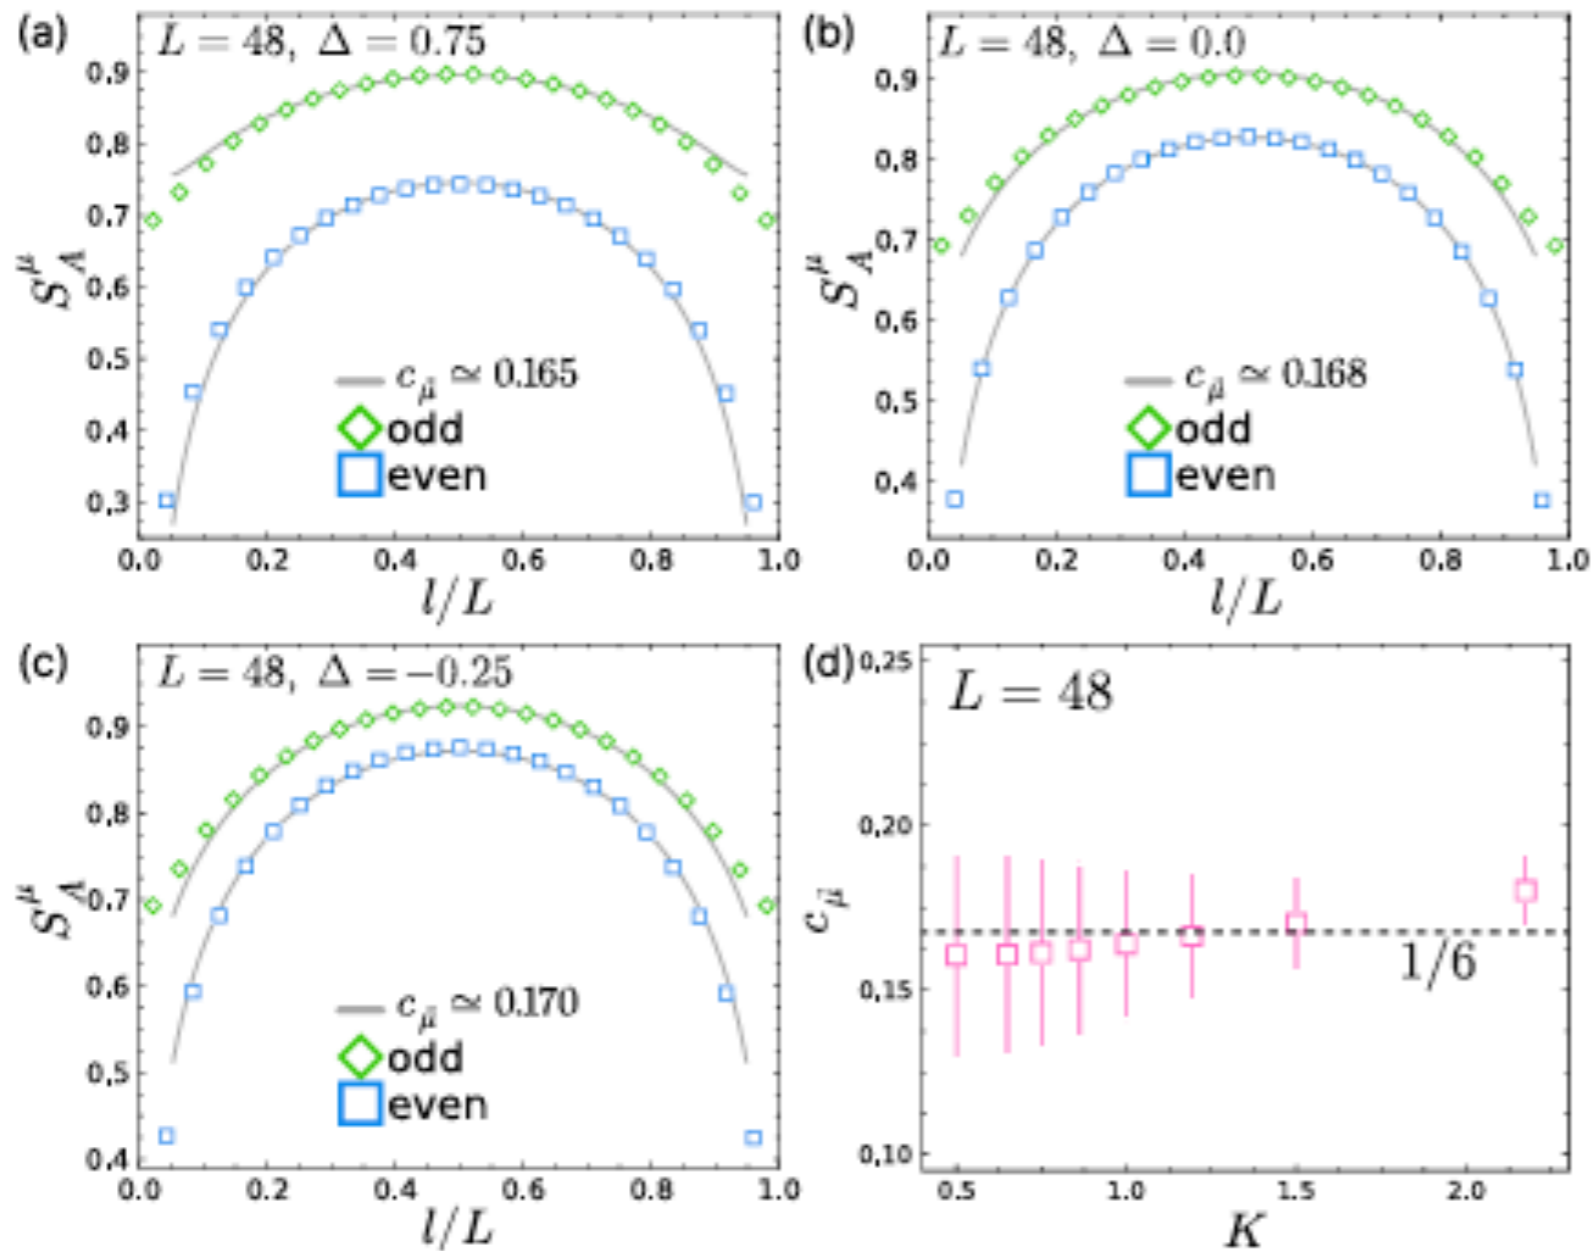 (a)
L = 48, Δ = 0.75
0.9
0.8
0.7
0.6
0.5
0.4
0.3
S_A^μ
c_μ̄ ≃ 0.165
odd
even
0.0 0.2 0.4 0.6 0.8 1.0
l/L
(b)
L = 48, Δ = 0.0
0.9
0.8
0.7
0.6
0.5
0.4
S_A^μ
c_μ̄ ≃ 0.168
odd
even
0.0 0.2 0.4 0.6 0.8 1.0
l/L
(c)
L = 48, Δ = −0.25
0.9
0.8
0.7
0.6
0.5
0.4
S_A^μ
c_μ̄ ≃ 0.170
odd
even
0.0 0.2 0.4 0.6 0.8 1.0
l/L
(d)
L = 48
0.25
0.20
0.15
0.10
c_μ̄
1/6
0.5 1.0 1.5 2.0
K